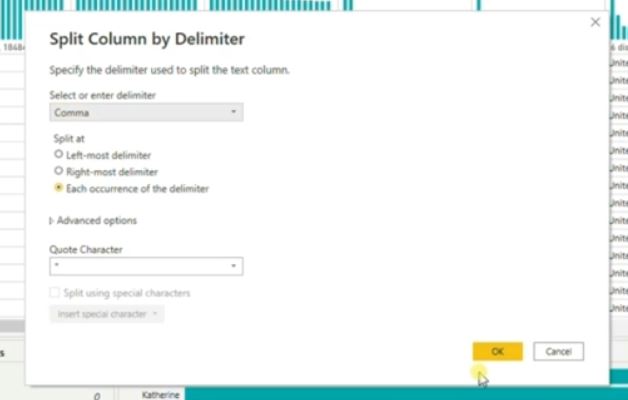 , 1848
6 dis
Split Column by Delimiter
Specify the delimiter used to split the text column.
Select or enter delimiter
Comma
Split at
Left-most delimiter
Right-most delimiter
Each occurrence of the delimiter
Advanced options
Quote Character
"
Split using special characters
Insert special character
OK
Cancel
Unite
Unite
Unite
Unite
Unite
Unite
Unite
Unite
Unite
Unite
Unite
Unite
Unite
s
0
Katherine